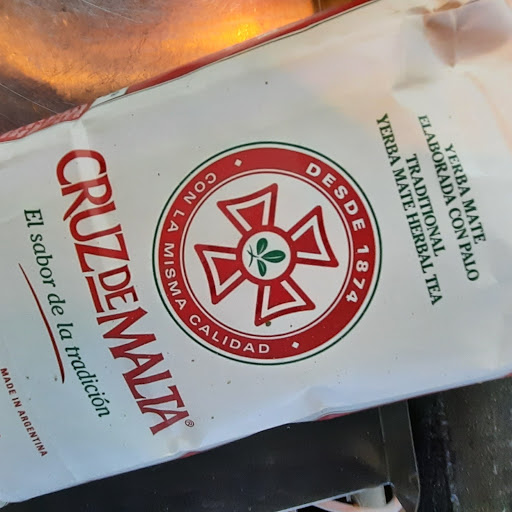 YERBA MATE
ELABORADA CON PALO
TRADITIONAL
YERBA MATE HERBAL TEA
DESDE 1874
CON LA MISMA CALIDAD
CRUZ DE MALTA®
El sabor de la tradición
MADE IN ARGENTINA